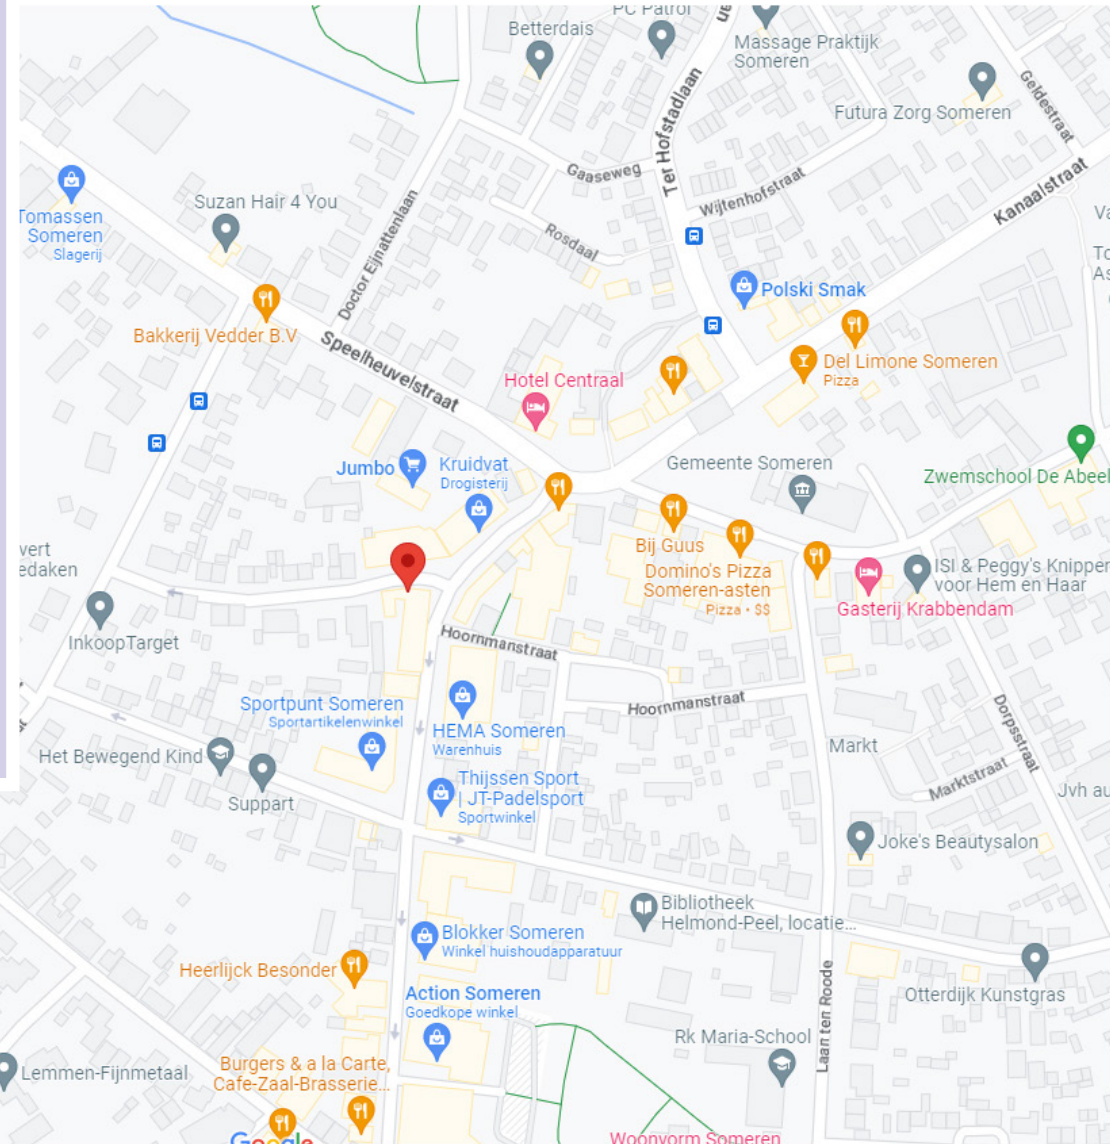 PC Patrol
Betterdais
Massage Praktijk
Someren
Futura Zorg Someren
Geldestraat
Ter Hofstadlaan
Gaaseweg
Wijtenhofstraat
Kanaalstraat
Tomassen
Someren
Slagerij
Suzan Hair 4 You
Doctor Eijnattenlaan
Rosdaal
Polski Smak
Bakkerij Vedder B.V
Speelheuvelstraat
Del Limone Someren
Pizza
Hotel Centraal
Jumbo
Kruidvat
Drogisterij
Gemeente Someren
Zwemschool De Abeel
Bij Guus
Domino's Pizza
Someren-asten
Pizza • $$
ISI & Peggy's Knipper
voor Hem en Haar
Gasterij Krabbendam
InkoopTarget
Hoornmanstraat
Hoornmanstraat
Sportpunt Someren
Sportartikelenwinkel
HEMA Someren
Warenhuis
Dorpsstraat
Markt
Marktstraat
Het Bewegend Kind
Suppart
Thijssen Sport
| JT-Padelsport
Sportwinkel
Jvh au
Joke's Beautysalon
Bibliotheek
Helmond-Peel, locatie...
Blokker Someren
Winkel huishoudapparatuur
Heerlijck Besonder
Action Someren
Goedkope winkel
Otterdijk Kunstgras
Laan ten Roode
Rk Maria-School
Lemmen-Fijnmetaal
Burgers & a la Carte,
Cafe-Zaal-Brasserie...
Google
Woonvorm Someren